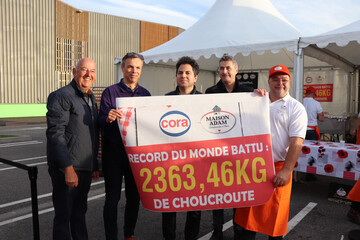 cora
MAISON
ADAM
RECORD DU MONDE BATTU :
2363,46KG
DE CHOUCROUTE